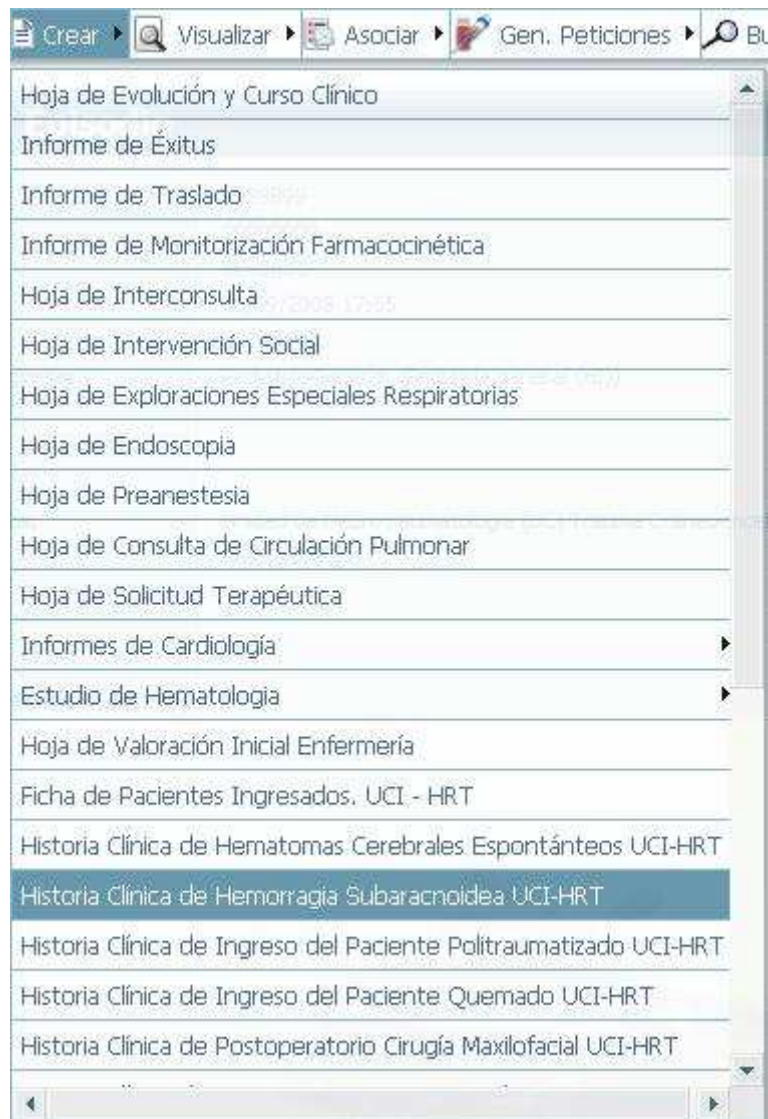 Crear Visualizar Asociar Gen. Peticiones Bu
Hoja de Evolución y Curso Clínico
Informe de Éxitus
Informe de Traslado
Informe de Monitorización Farmacocinética
Hoja de Interconsulta
Hoja de Intervención Social
Hoja de Exploraciones Especiales Respiratorias
Hoja de Endoscopia
Hoja de Preanestesia
Hoja de Consulta de Circulación Pulmonar
Hoja de Solicitud Terapéutica
Informes de Cardiología
Estudio de Hematologia
Hoja de Valoración Inicial Enfermería
Ficha de Pacientes Ingresados. UCI - HRT
Historia Clínica de Hematomas Cerebrales Espontánteos UCI-HRT
Historia Clínica de Hemorragia Subaracnoidea UCI-HRT
Historia Clínica de Ingreso del Paciente Politraumatizado UCI-HRT
Historia Clínica de Ingreso del Paciente Quemado UCI-HRT
Historia Clínica de Postoperatorio Cirugía Maxilofacial UCI-HRT